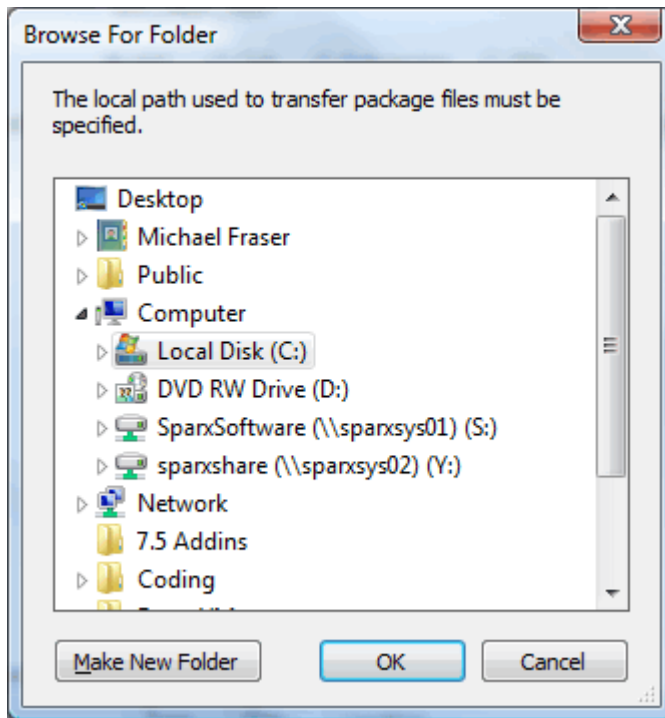 Browse For Folder
The local path used to transfer package files must be
specified.
Desktop
Michael Fraser
Public
Computer
Local Disk (C:)
DVD RW Drive (D:)
SparxSoftware (\\sparxsys01) (S:)
sparxshare (\\sparxsys02) (Y:)
Network
7.5 Addins
Coding
Make New Folder
OK
Cancel